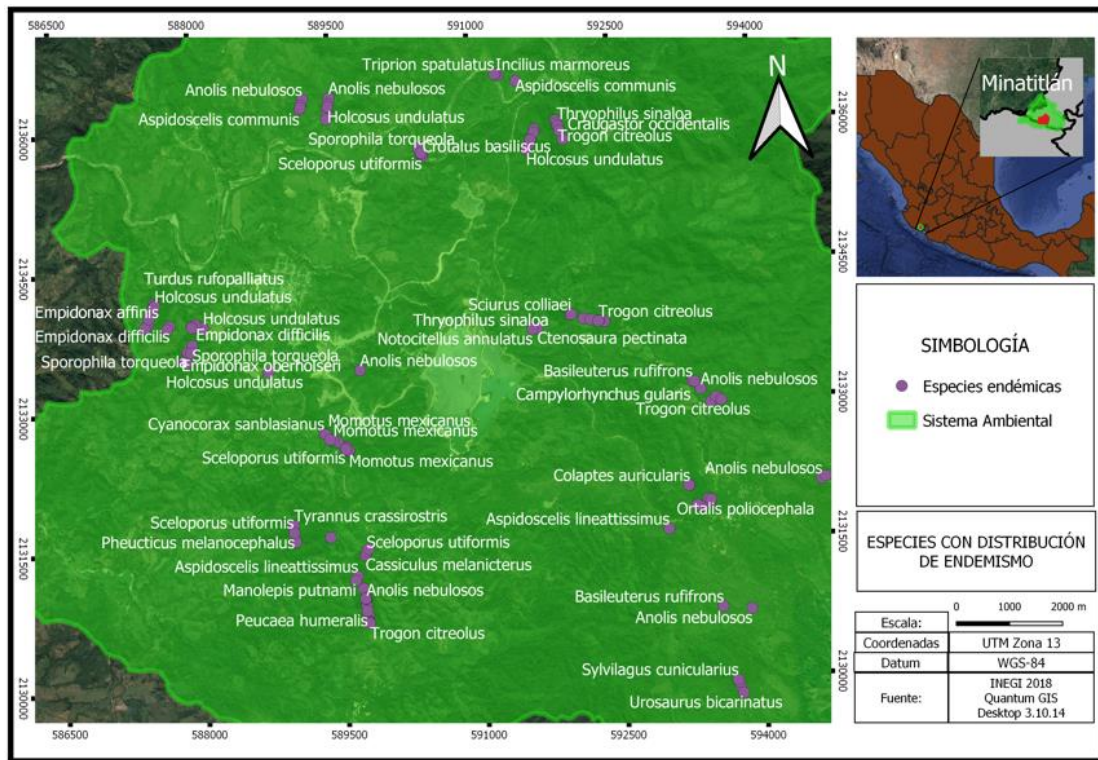 586500 588000 589500 591000 592500 594000
Triprion spatulatus Incilius marmoreus
Aspidoscelis communis
Anolis nebulosos Anolis nebulosos
Aspidoscelis communis Holcosus undulatus
Thryophilus sinaloa
Craugastor occidentalis
Sporophila torqueola Trogon citreolus
Crotalus basiliscus
Sceloporus utiformis Holcosus undulatus
N
2136000 2136000
2134500 2134500
Turdus rufopalliatus
Holcosus undulatus
Empidonax affinis Holcosus undulatus
Empidonax difficilis Empidonax difficilis
Sporophila torqueola Sporophila torqueola
Empidonax oberholseri
Holcosus undulatus Anolis nebulosos
Sciurus colliaei Trogon citreolus
Thryophilus sinaloa
Notocitellus annulatus Ctenosaura pectinata
Basileuterus rufifrons Anolis nebulosos
Campylorhynchus gularis
Trogon citreolus
2133000 2133000
Cyanocorax sanblasianus Momotus mexicanus
Momotus mexicanus
Sceloporus utiformis Momotus mexicanus
Colaptes auricularis Anolis nebulosos
Ortalis poliocephala
Aspidoscelis lineattissimus
Sceloporus utiformis Tyrannus crassirostris
Pheucticus melanocephalus Sceloporus utiformis
2131500 2131500
Aspidoscelis lineattissimus Cassiculus melanicterus
Manolepis putnami Anolis nebulosos
Peucaea humeralis
Trogon citreolus
Basileuterus rufifrons
Anolis nebulosos
Sylvilagus cunicularius
Urosaurus bicarinatus
2130000 2130000
586500 588000 589500 591000 592500 594000
Minatitlán
SIMBOLOGÍA
Especies endémicas
Sistema Ambiental
ESPECIES CON DISTRIBUCIÓN
DE ENDEMISMO
0 1000 2000 m
Escala:
Coordenadas UTM Zona 13
Datum WGS-84
Fuente: INEGI 2018
Quantum GIS
Desktop 3.10.14